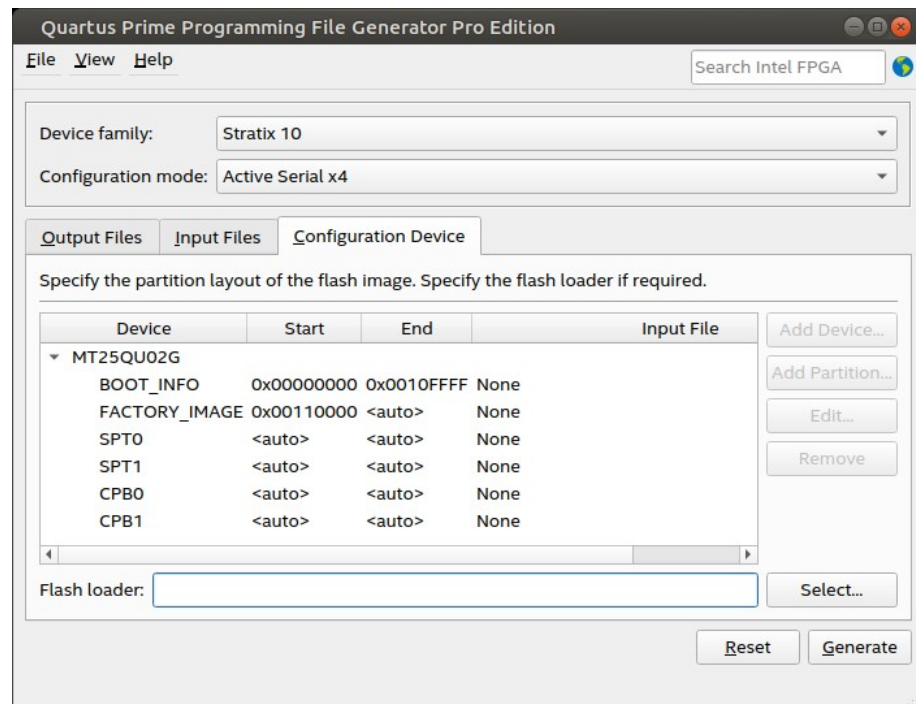 Quartus Prime Programming File Generator Pro Edition
File View Help
Search Intel FPGA
Device family: Stratix 10
Configuration mode: Active Serial x4
Output Files Input Files Configuration Device
Specify the partition layout of the flash image. Specify the flash loader if required.
Device Start End Input File
MT25QU02G
BOOT_INFO 0x00000000 0x0010FFFF None
FACTORY_IMAGE 0x00110000 <auto> None
SPT0 <auto> <auto> None
SPT1 <auto> <auto> None
CPB0 <auto> <auto> None
CPB1 <auto> <auto> None
Add Device...
Add Partition...
Edit...
Remove
Flash loader: Select...
Reset Generate